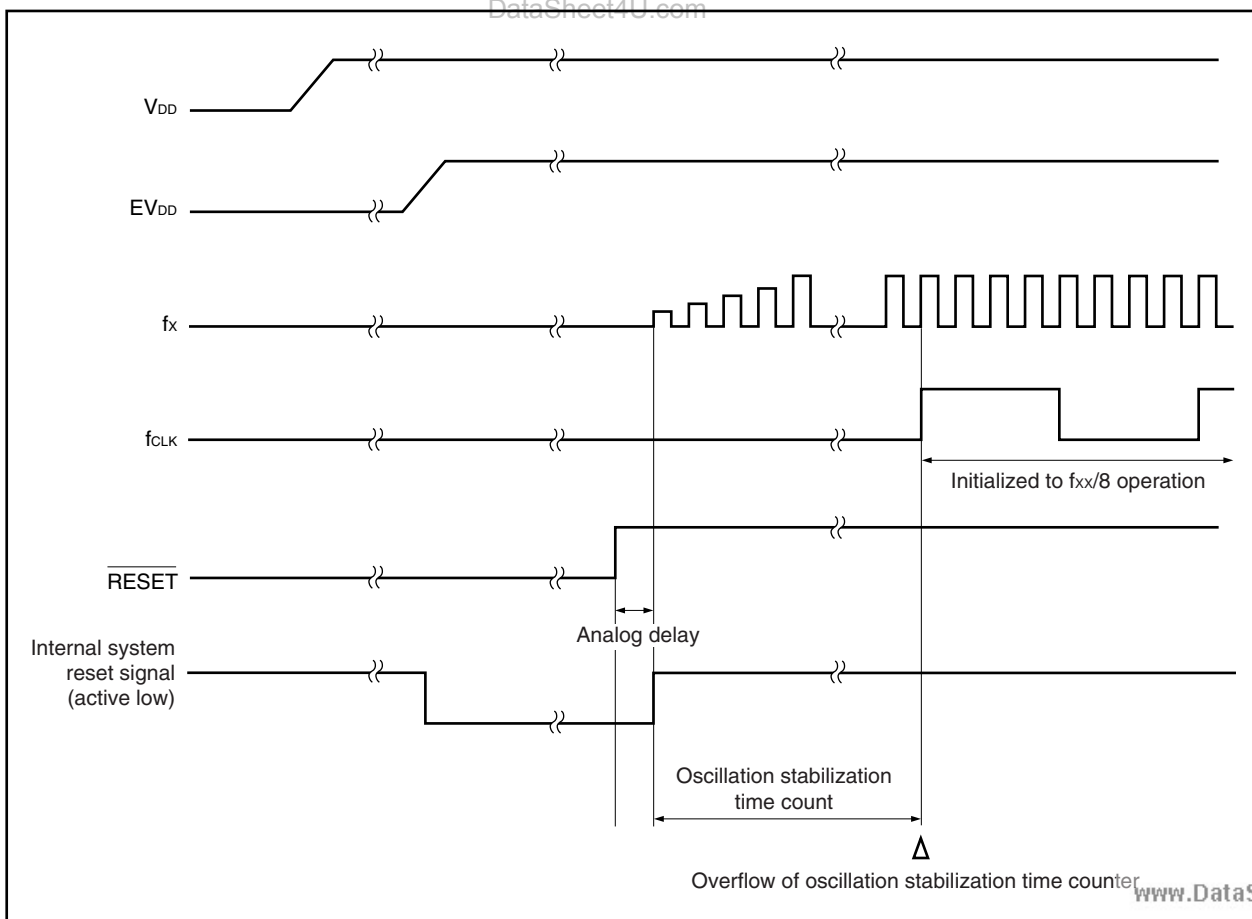 DataSheet4U.com
VDD
EVDD
fX
fCLK
Initialized to fxx/8 operation
RESET
Analog delay
Internal system
reset signal
(active low)
Oscillation stabilization
time count
Overflow of oscillation stabilization time counter
www.DataS